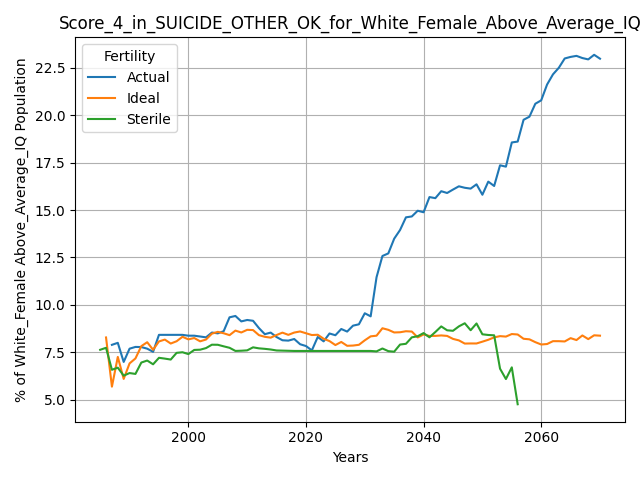 Score_4_in_SUICIDE_OTHER_OK_for_White_Female_Above_Average_IQ
% of White_Female Above_Average_IQ Population
22.5
20.0
17.5
15.0
12.5
10.0
7.5
5.0
Fertility
Actual
Ideal
Sterile
2000 2020 2040 2060
Years